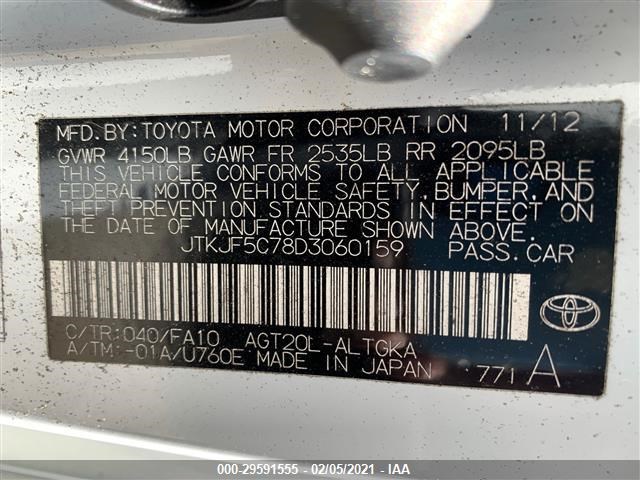 MFD.BY:TOYOTA MOTOR CORPORATION 11/12
GVWR 4150LB GAWR FR 2535LB RR 2095LB
THIS VEHICLE CONFORMS TO ALL APPLICABLE
FEDERAL MOTOR VEHICLE SAFETY, BUMPER, AND
THEFT PREVENTION STANDARDS IN EFFECT ON
THE DATE OF MANUFACTURE SHOWN ABOVE.
JTKJF5C78D3060159 PASS.CAR
C/TR:040/FA10 AGT20L-ALTGKA
A/TM:-01A/U760E MADE IN JAPAN 771 A
000-29591555 | 02/05/2021 | IAA